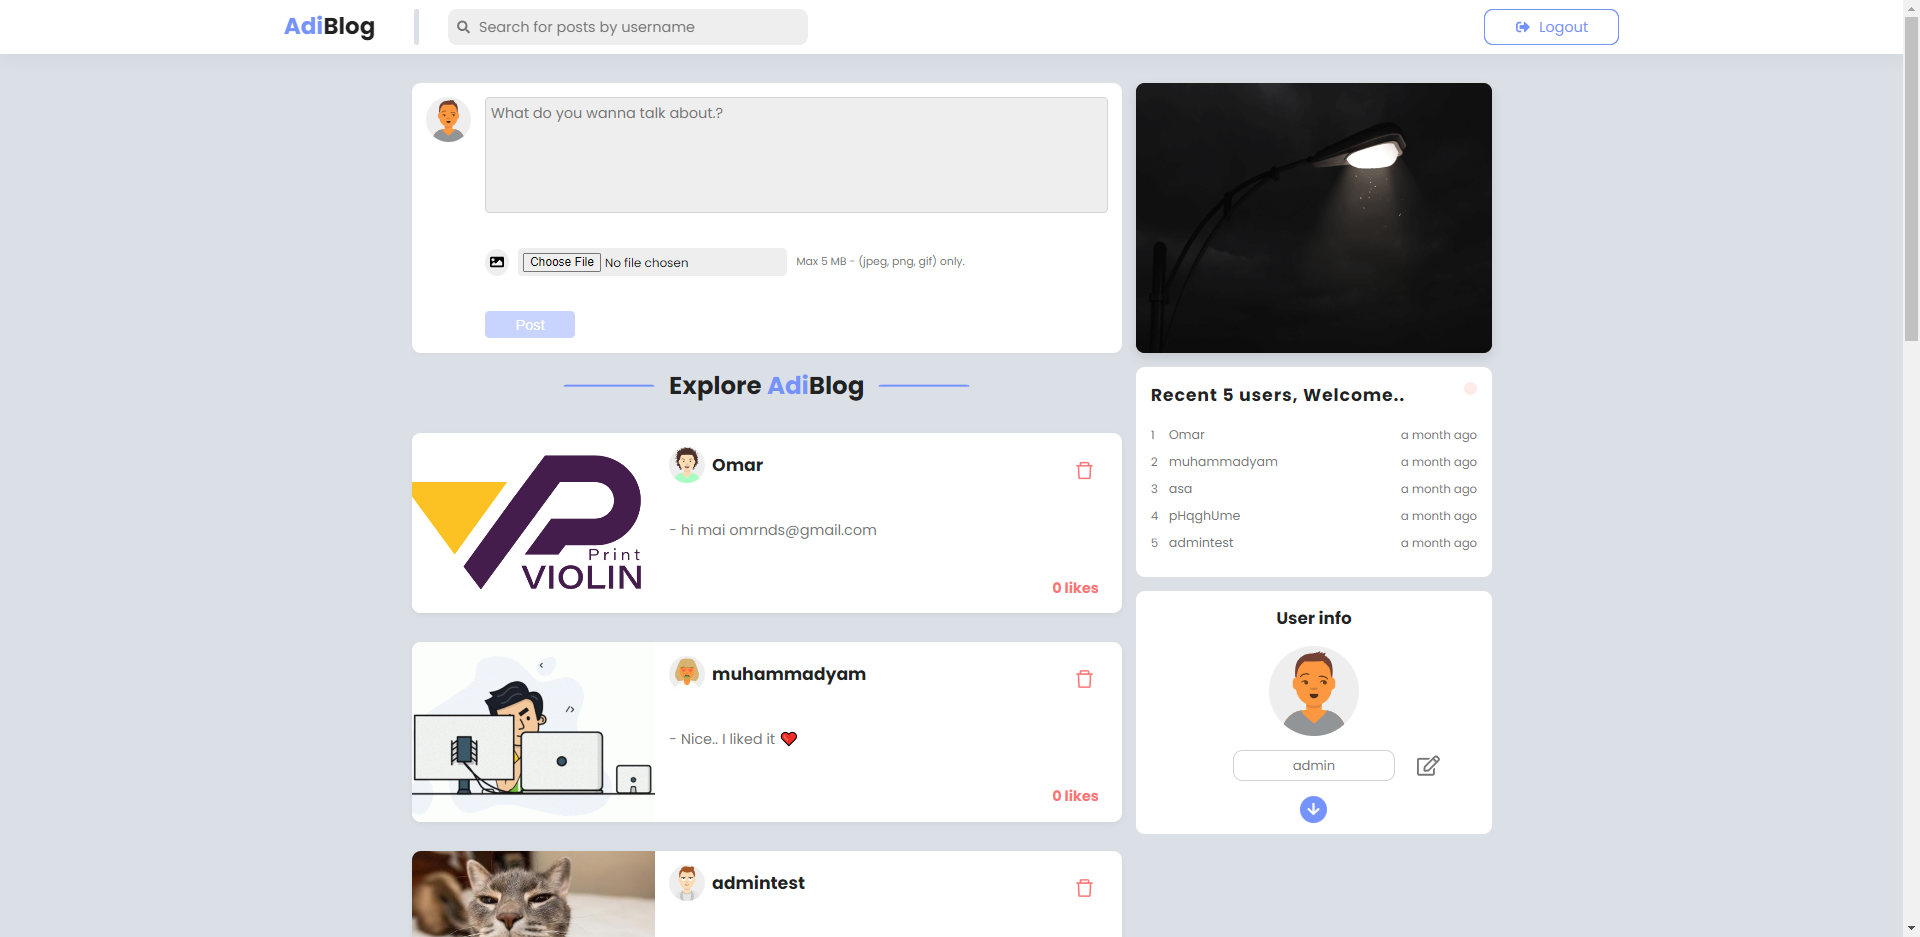 AdiBlog
Search for posts by username
Logout
What do you wanna talk about.?
Choose File No file chosen
Max 5 MB - (jpeg, png, gif) only.
Post
Explore AdiBlog
Print
VIOLIN
Omar
- hi mai omrnds@gmail.com
0 likes
muhammadyam
- Nice.. I liked it ❤️
0 likes
admintest
Recent 5 users, Welcome..
1 Omar a month ago
2 muhammadyam a month ago
3 asa a month ago
4 pHqghUme a month ago
5 admintest a month ago
User info
admin